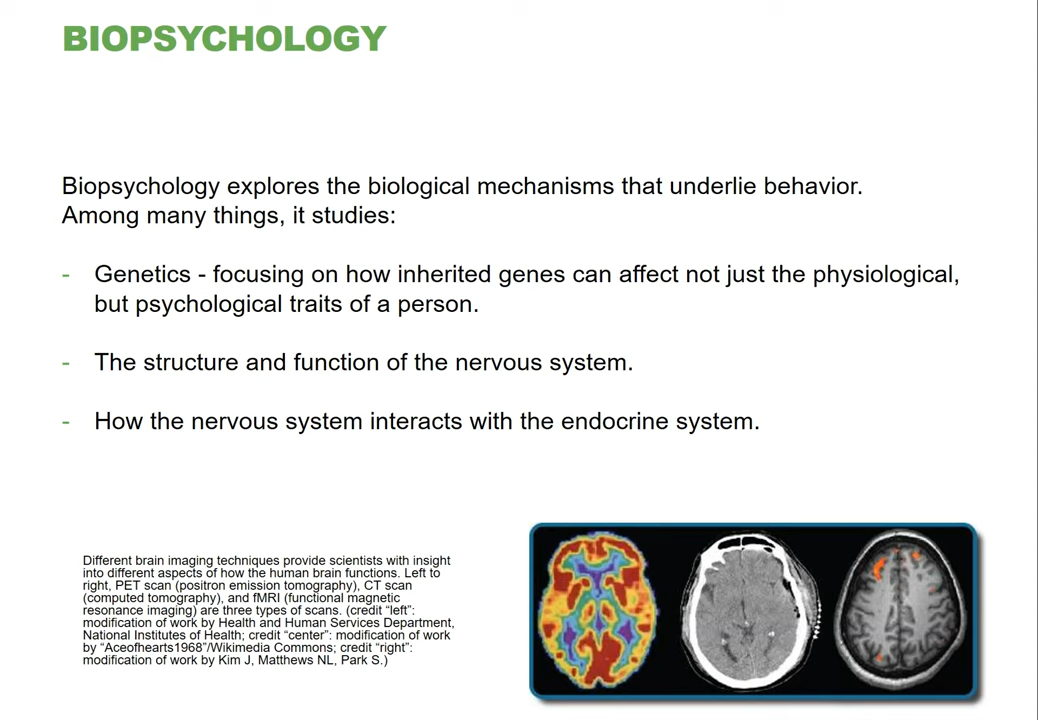 BIOPSYCHOLOGY
Biopsychology explores the biological mechanisms that underlie behavior.
Among many things, it studies:
- Genetics - focusing on how inherited genes can affect not just the physiological,
but psychological traits of a person.
- The structure and function of the nervous system.
- How the nervous system interacts with the endocrine system.
Different brain imaging techniques provide scientists with insight
into different aspects of how the human brain functions. Left to
right, PET scan (positron emission tomography), CT scan
(computed tomography), and fMRI (functional magnetic
resonance imaging) are three types of scans. (credit “left”:
modification of work by Health and Human Services Department,
National Institutes of Health; credit “center”: modification of work
by “Aceofhearts1968”/Wikimedia Commons; credit “right”:
modification of work by Kim J, Matthews NL, Park S.)